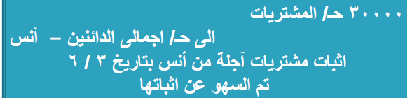 ٣٠٠٠٠ حـ/ المشتريات
الى حـ/ اجمالى الدائنين – أنس
اثبات مشتريات آجلة من أنس بتاريخ ٣ / ٦
تم السهو عن اثباتها